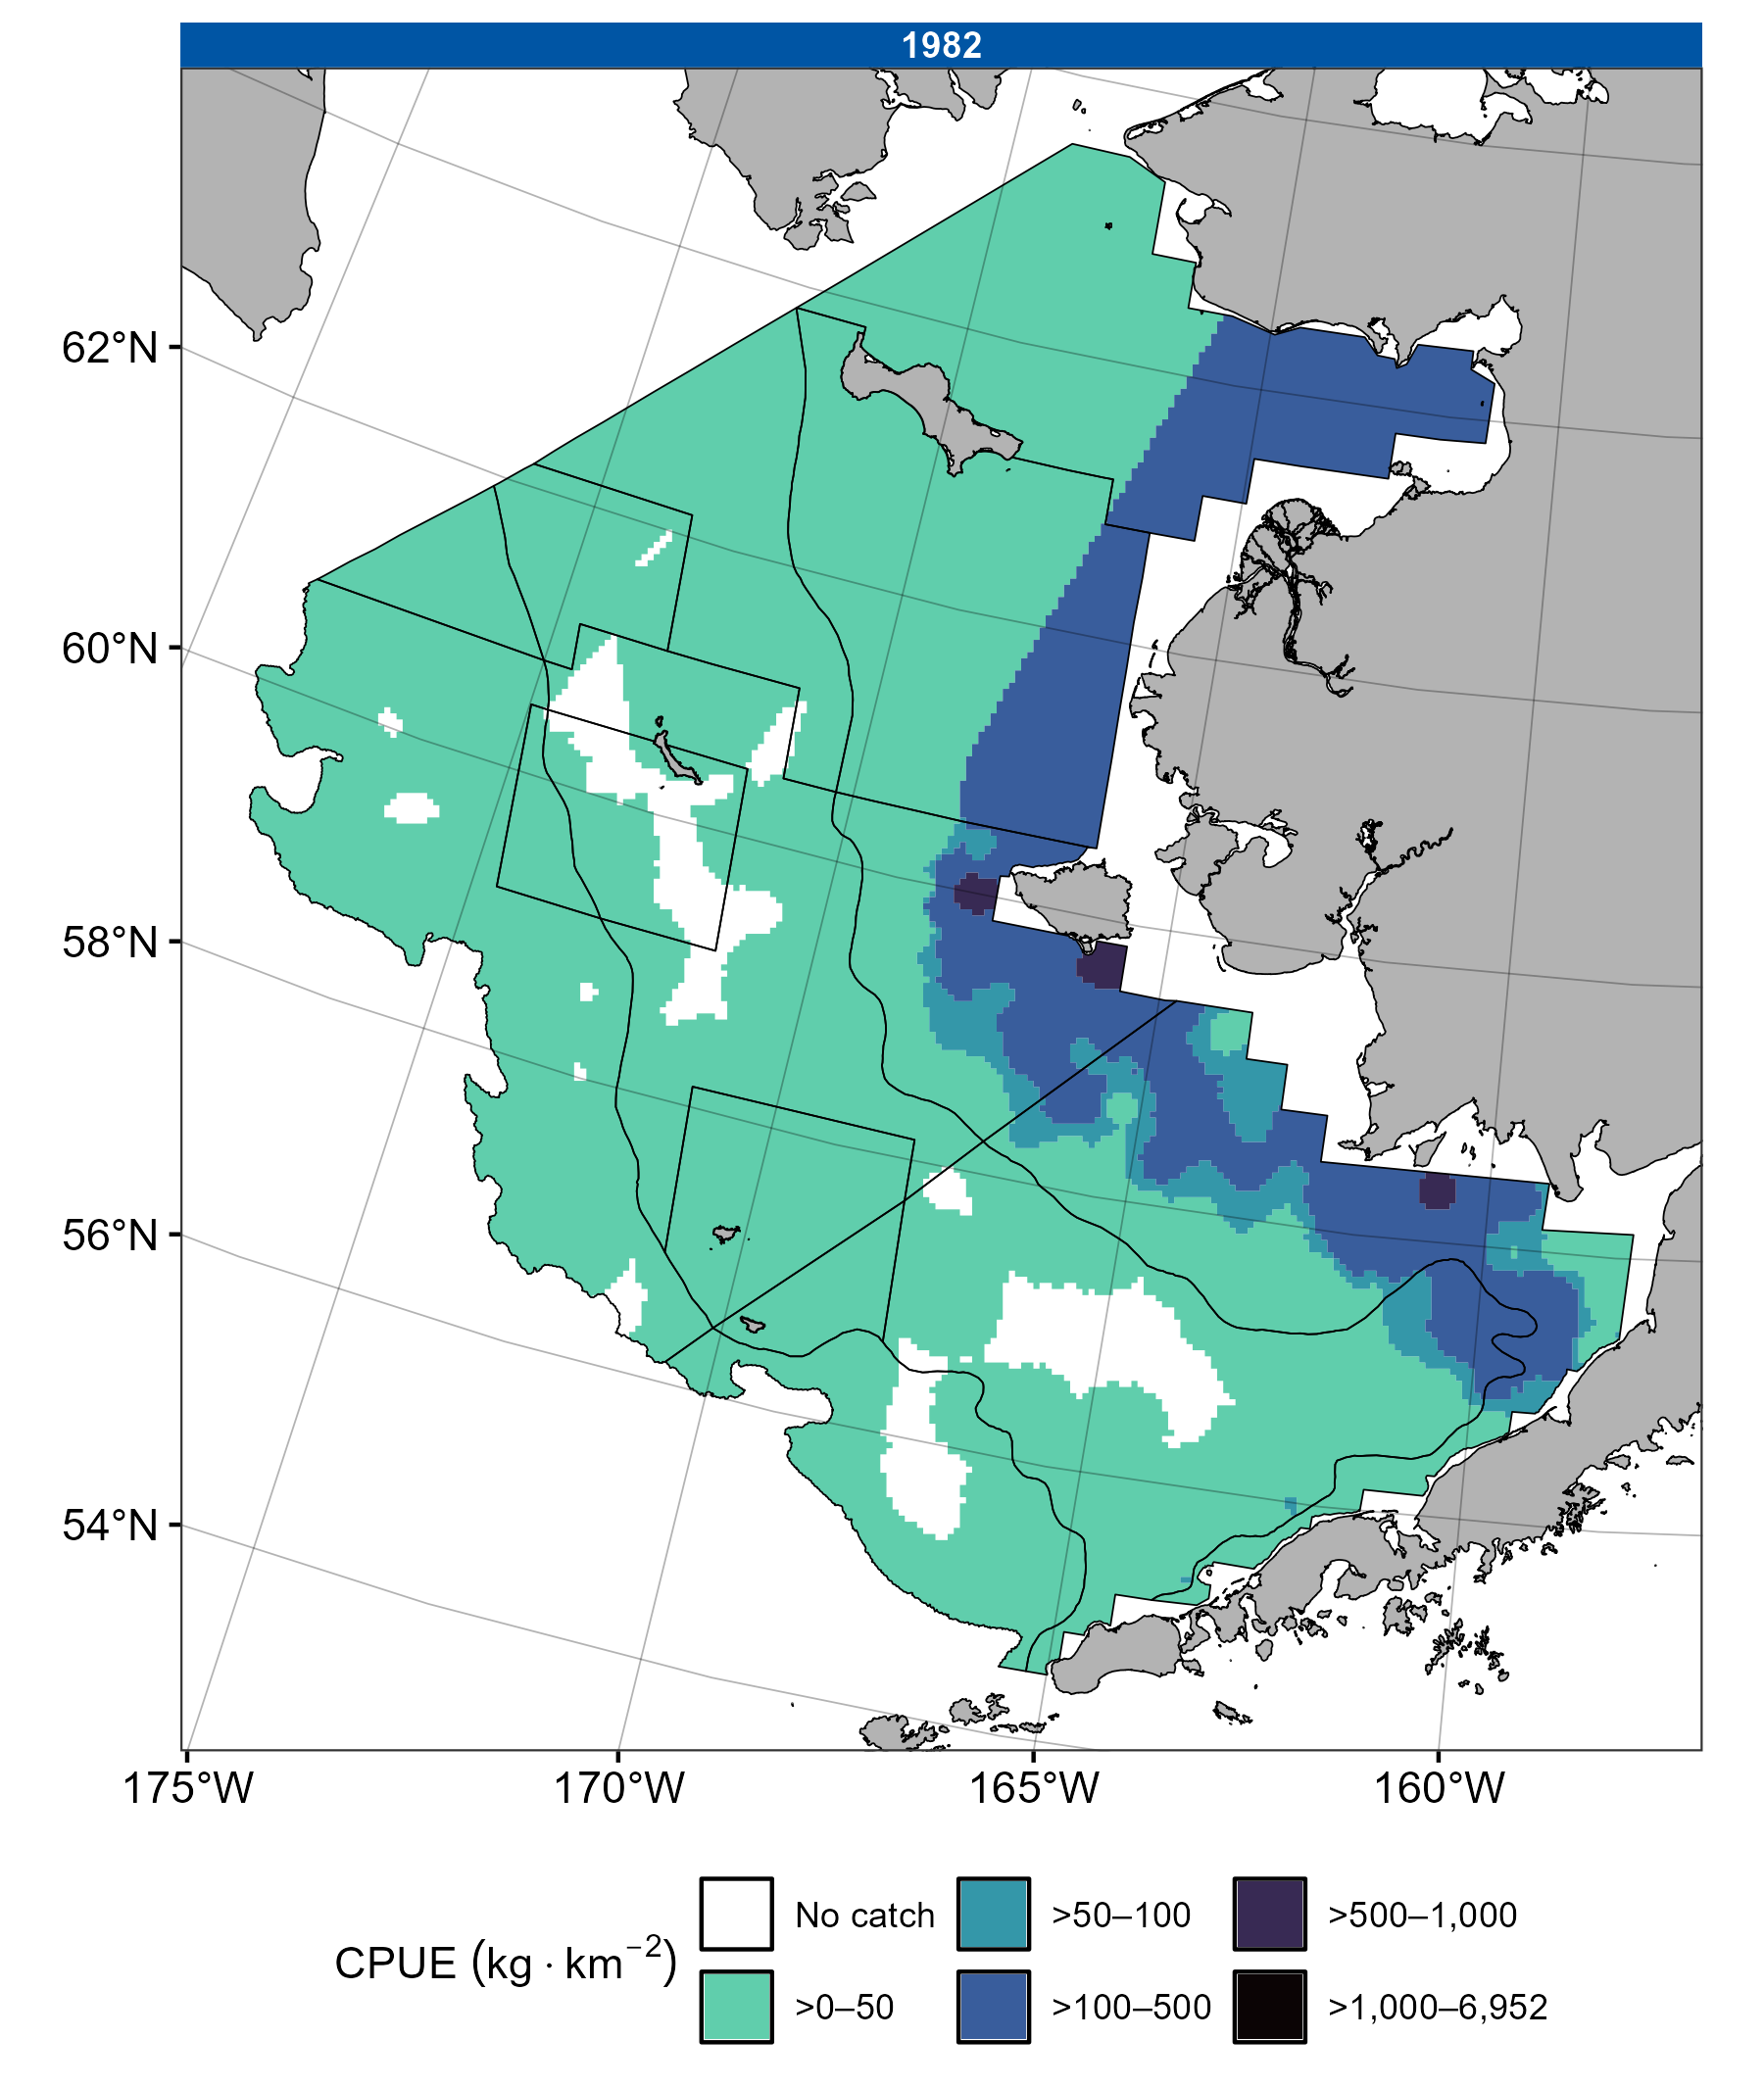 1982
62°N
60°N
58°N
56°N
54°N
175°W 170°W 165°W 160°W
CPUE (kg · km⁻²)
No catch >50–100 >500–1,000
>0–50 >100–500 >1,000–6,952